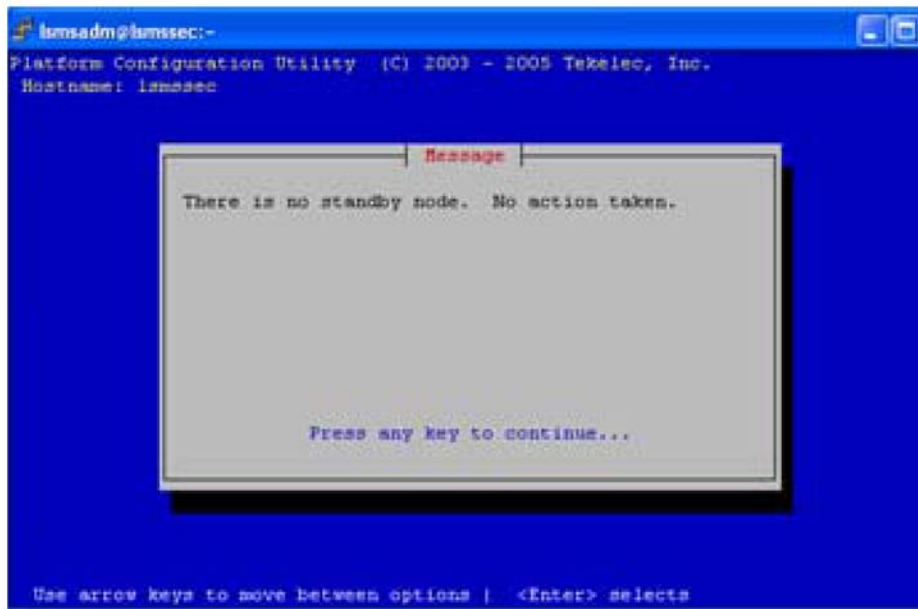 lsmsadm@lsmssec:~
Platform Configuration Utility (C) 2003 - 2005 Tekelec, Inc.
Hostname: lsmssec
Message
There is no standby node. No action taken.
Press any key to continue...
Use arrow keys to move between options | <Enter> selects